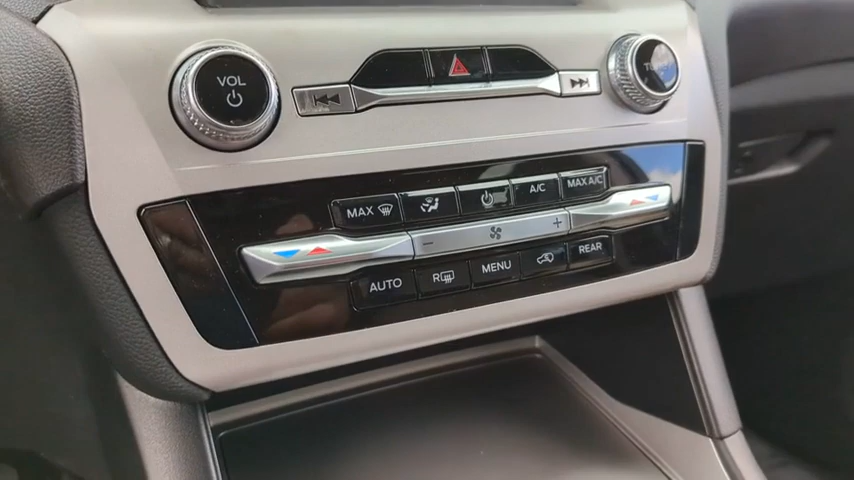 VOL
MAX
A/C
MAX A/C
− +
AUTO
R
MENU
REAR